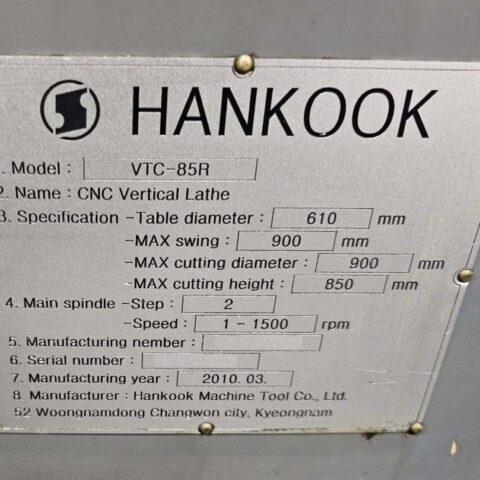 HANKOOK
1. Model : VTC-85R
2. Name : CNC Vertical Lathe
3. Specification -Table diameter : 610 mm
-MAX swing : 900 mm
-MAX cutting diameter : 900 mm
-MAX cutting height : 850 mm
4. Main spindle -Step : 2
-Speed : 1 - 1500 rpm
5. Manufacturing nember :
6. Serial number :
7. Manufacturing year : 2010. 03.
8. Manufacturer : Hankook Machine Tool Co., Ltd.
52 Woongnamdong Changwon city, Kyeongnam